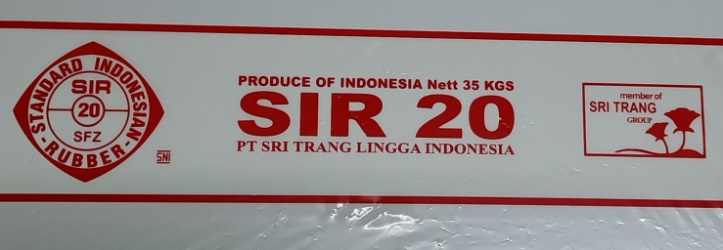 STANDARD INDONESIAN
SIR
20
SFZ
-RUBBER-
SNI
PRODUCE OF INDONESIA Nett 35 KGS
SIR 20
PT SRI TRANG LINGGA INDONESIA
member of
SRI TRANG
GROUP